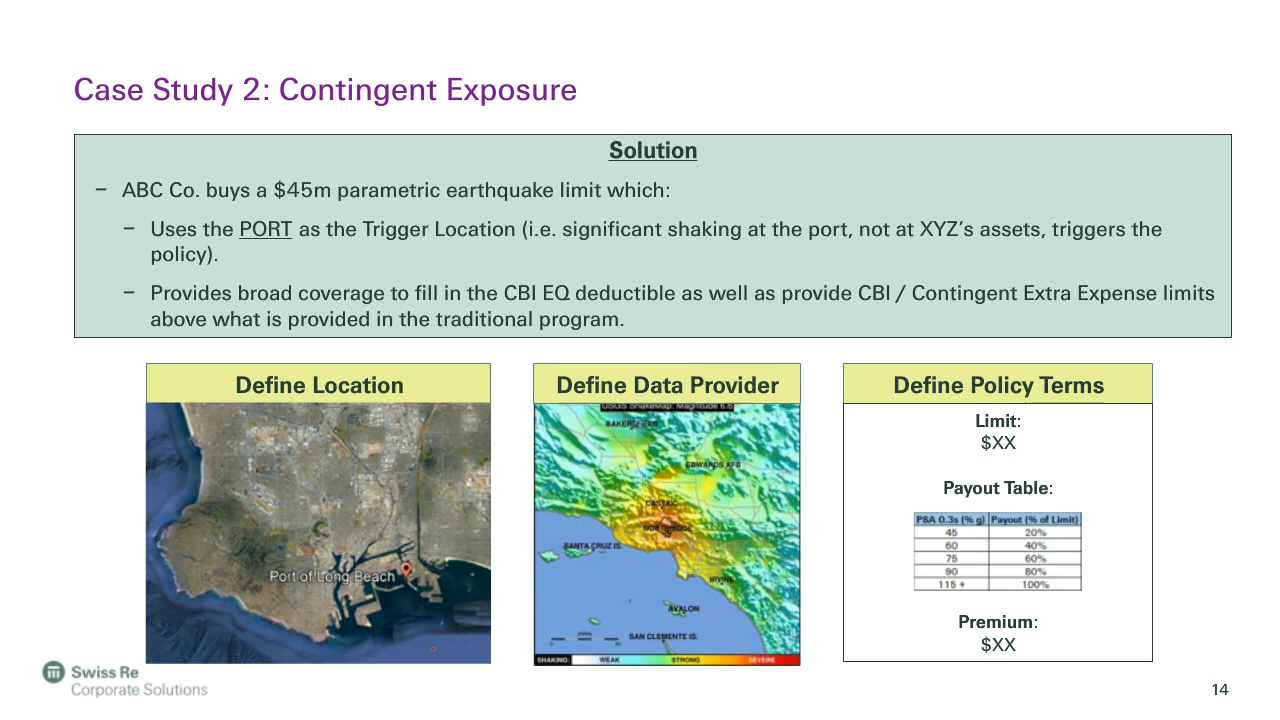 Case Study 2: Contingent Exposure
Solution
− ABC Co. buys a $45m parametric earthquake limit which:
− Uses the PORT as the Trigger Location (i.e. significant shaking at the port, not at XYZ’s assets, triggers the
policy).
− Provides broad coverage to fill in the CBI EQ deductible as well as provide CBI / Contingent Extra Expense limits
above what is provided in the traditional program.
Define Location
Port of Long Beach
Define Data Provider
USGS ShakeMap: Magnitude 6.6
BAKERSFIELD
EDWARDS AFB
CASTAIC
NORTHRIDGE
SANTA CRUZ IS.
IRVINE
AVALON
miles
SAN CLEMENTE IS.
SHAKING: WEAK STRONG SEVERE
Define Policy Terms
Limit:
$XX
Payout Table:
PSA 0.3s (% g) Payout (% of Limit)
45 20%
60 40%
75 60%
90 80%
115 + 100%
Premium:
$XX
Swiss Re
Corporate Solutions
14